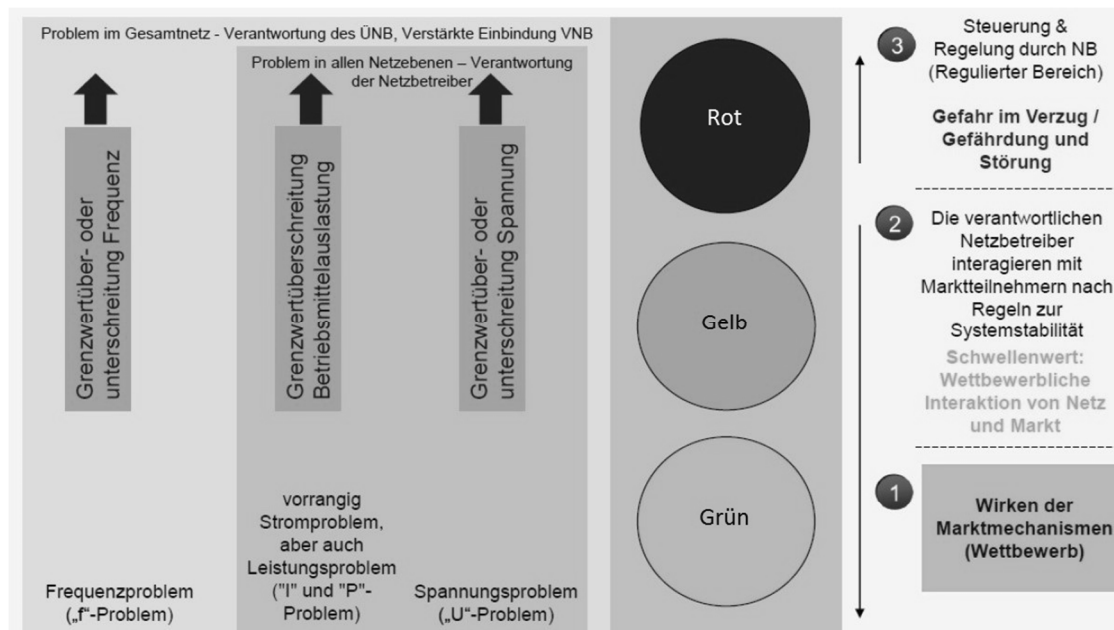 Problem im Gesamtnetz - Verantwortung des ÜNB, Verstärkte Einbindung VNB
Problem in allen Netzebenen – Verantwortung
der Netzbetreiber
Grenzwertüber- oder
unterschreitung Frequenz
Grenzwertüberschreitung
Betriebsmittelauslastung
Grenzwertüber- oder
unterschreitung Spannung
Frequenzproblem
(„f“-Problem)
vorrangig
Stromproblem,
aber auch
Leistungsproblem
("I" und "P"-
Problem)
Spannungsproblem
(„U“-Problem)
Rot
Gelb
Grün
3
Steuerung &
Regelung durch NB
(Regulierter Bereich)
Gefahr im Verzug /
Gefährdung und
Störung
2
Die verantwortlichen
Netzbetreiber
interagieren mit
Marktteilnehmern nach
Regeln zur
Systemstabilität
Schwellenwert:
Wettbewerbliche
Interaktion von Netz
und Markt
1
Wirken der
Marktmechanismen
(Wettbewerb)